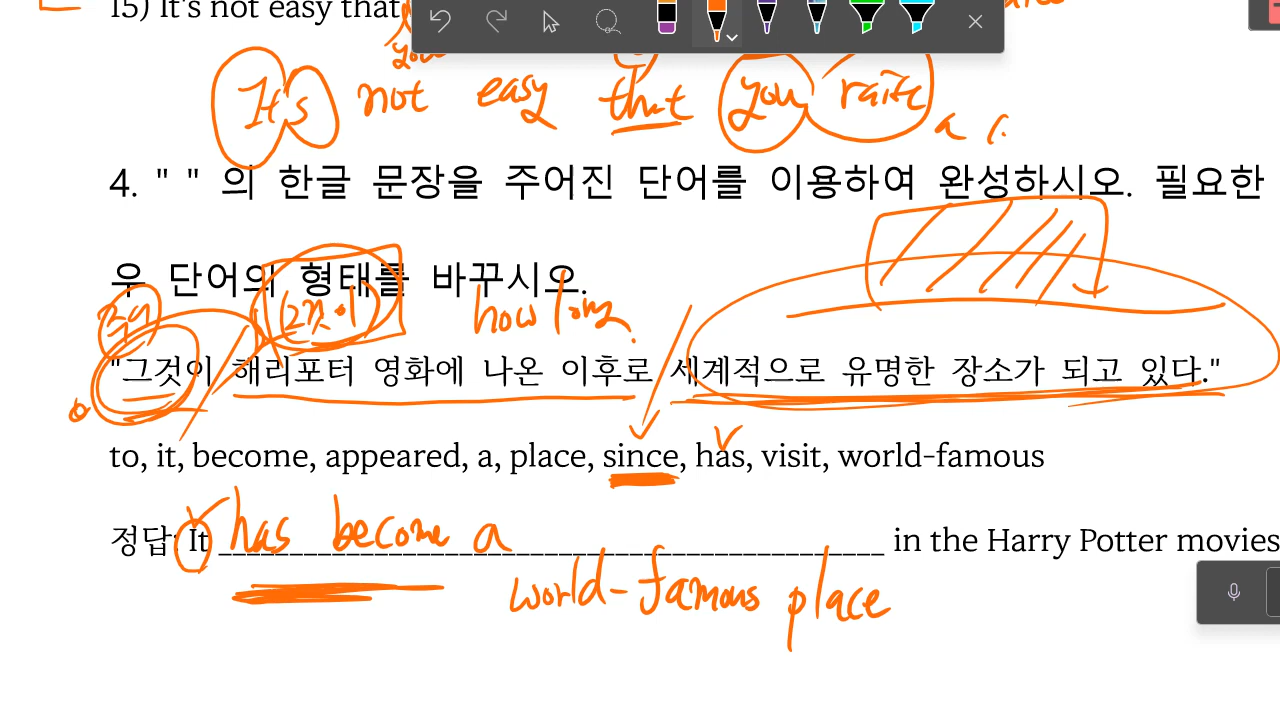 15) It's not easy that
you
It's not easy that you raise a c
4. " " 의 한글 문장을 주어진 단어를 이용하여 완성하시오. 필요한
우 단어의 형태를 바꾸시오.
주어
how long
"그것이 해리포터 영화에 나온 이후로 세계적으로 유명한 장소가 되고 있다."
to, it, become, appeared, a, place, since, has, visit, world-famous
정답: It has become a ____ in the Harry Potter movies
world-famous place